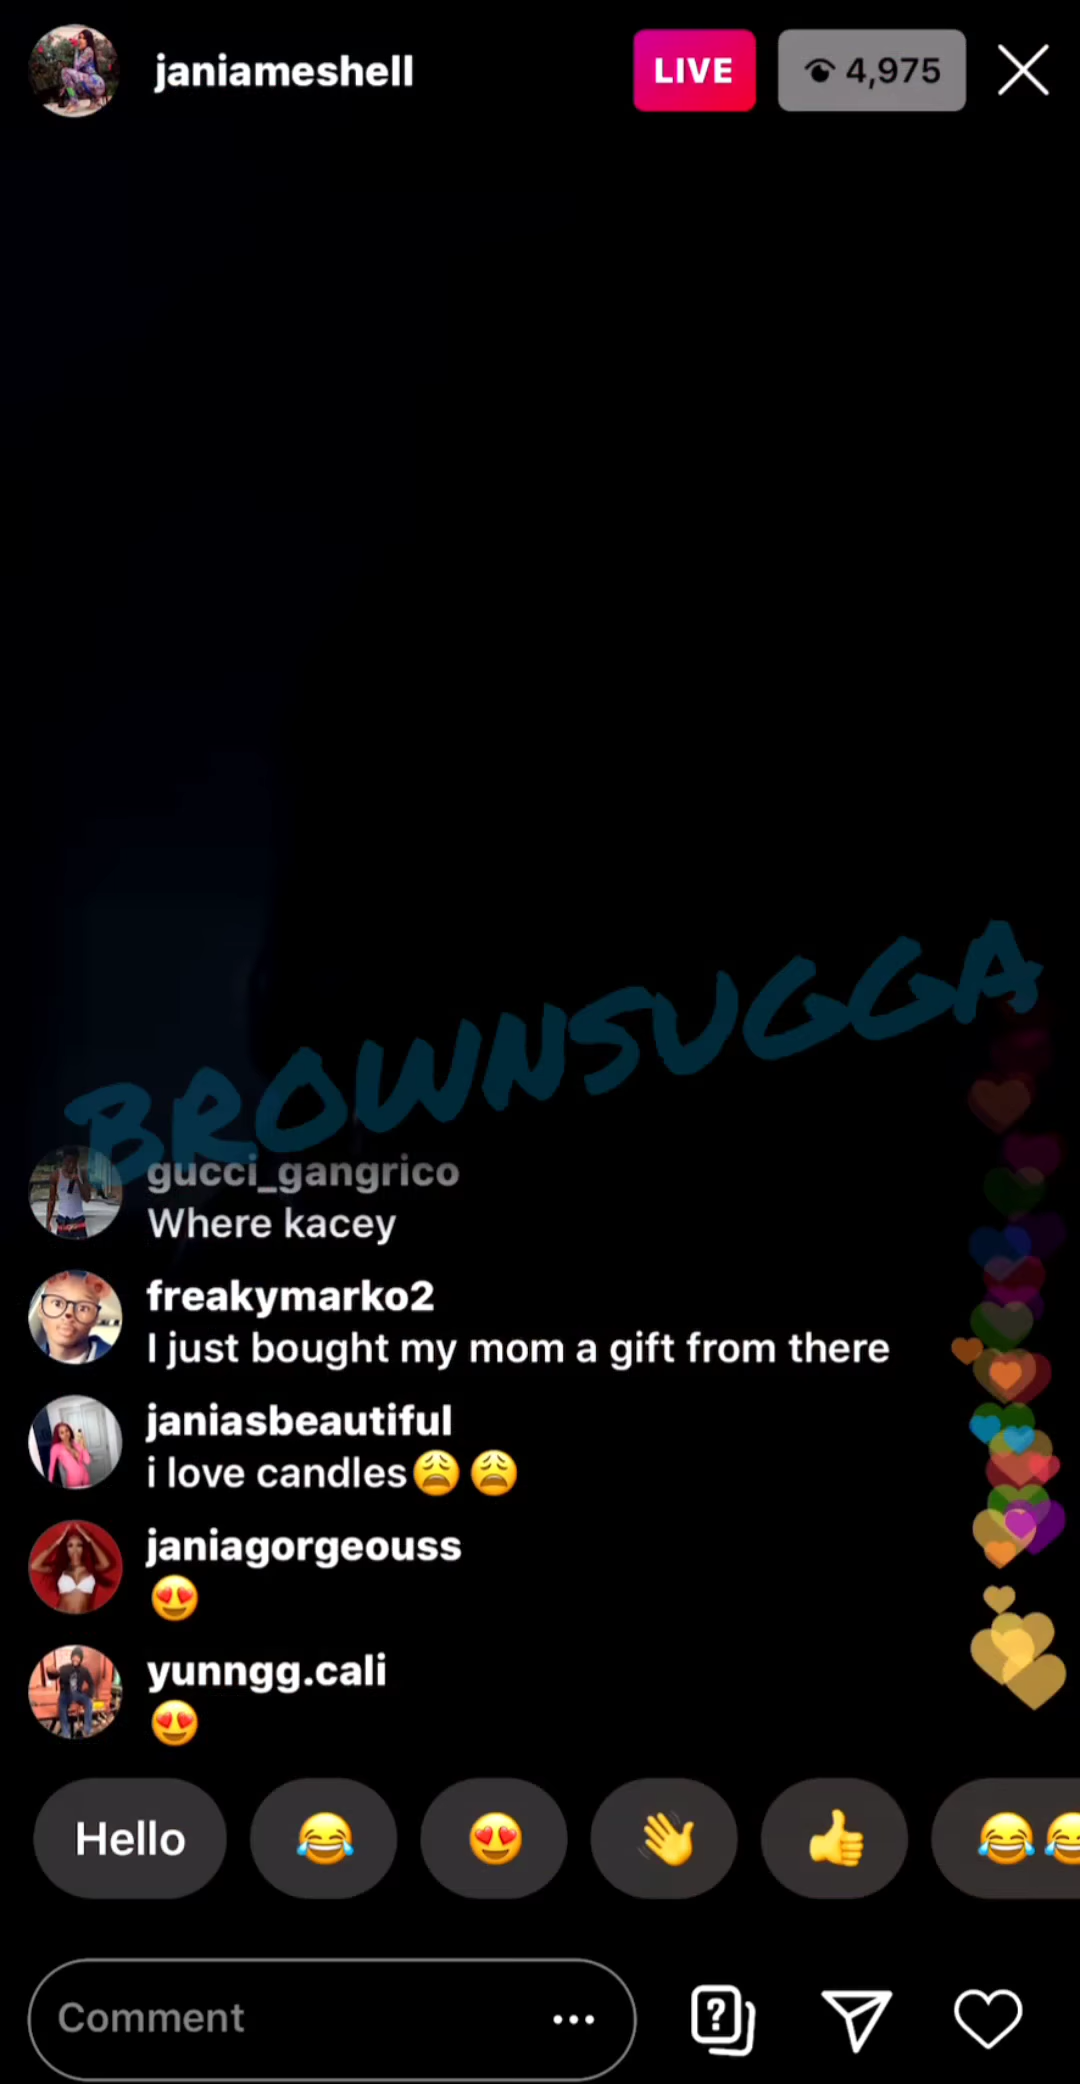 janiameshell
LIVE
4,975
BROWNSUGGA
gucci_gangrico
Where kacey
freakymarko2
I just bought my mom a gift from there
janiasbeautiful
i love candles😩😩
janiagorgeouss
😍
yunngg.cali
😍
Hello 😂 😍 👋 👍 😂😂
Comment